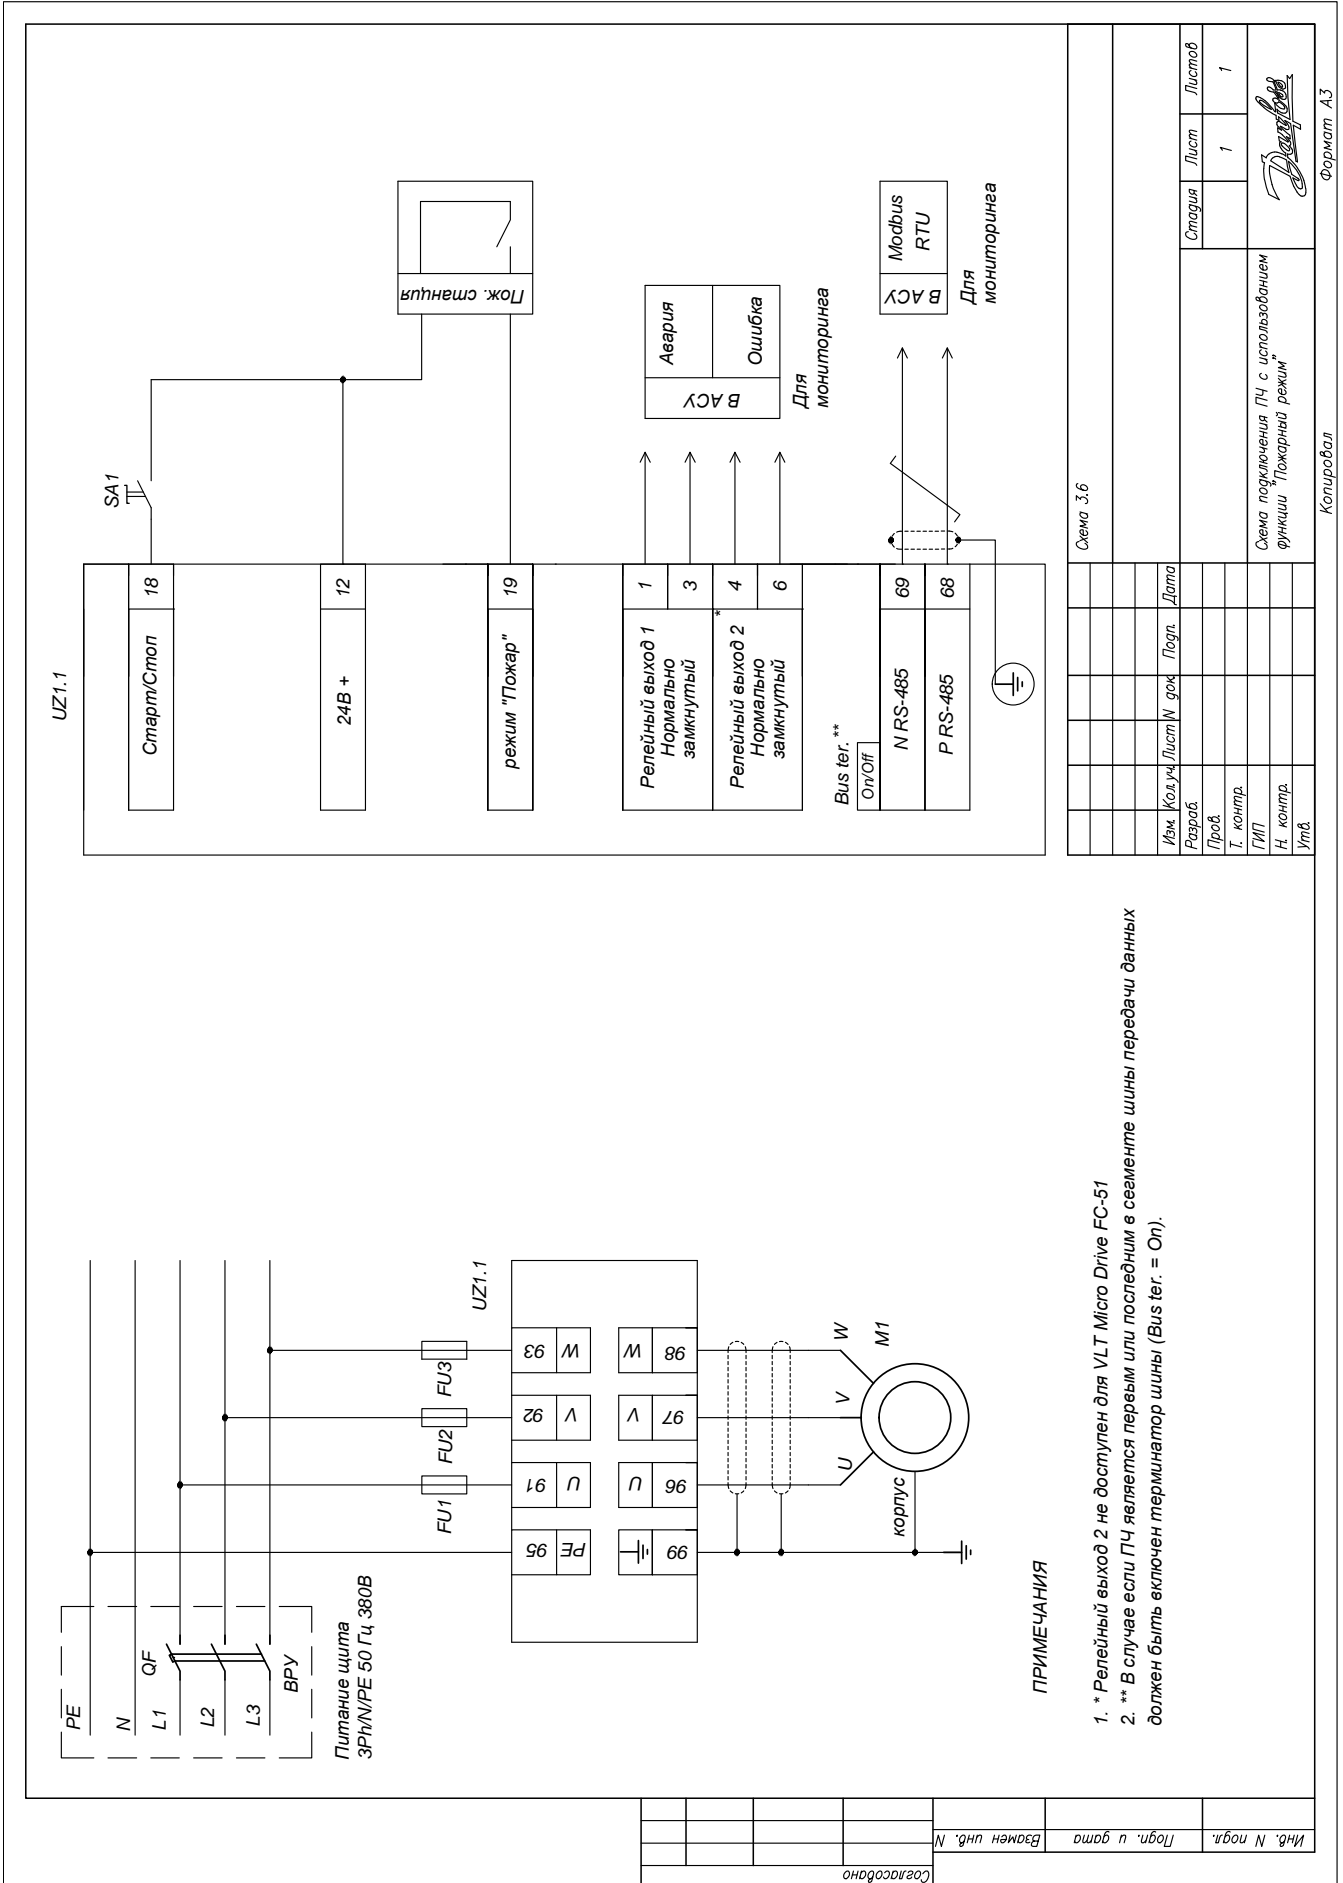 PE
N
L1
L2
L3
QF
ВРУ
Питание щита
3Ph/N/PE 50 Гц 380В
FU1
FU2
FU3
UZ1.1
95
91
92
93
PE
U
V
W
U
V
W
99
96
97
98
U
V
W
M1
корпус
UZ1.1
Старт/Стоп
18
SA1
24В +
12
режим "Пожар"
19
Пож. станция
Релейный выход 1
Нормально
замкнутый
1
3
Релейный выход 2
*
Нормально
замкнутый
4
6
В АСУ
Авария
Ошибка
Для
мониторинга
Bus ter. **
On/Off
N RS-485
69
P RS-485
68
В АСУ
Modbus
RTU
Для
мониторинга
ПРИМЕЧАНИЯ
1. * Релейный выход 2 не доступен для VLT Micro Drive FC-51
2. ** В случае если ПЧ является первым или последним в сегменте шины передачи данных
должен быть включен терминатор шины (Bus ter. = On).
Схема 3.6
Изм.
Кол.уч.
Лист
N док.
Подп.
Дата
Разраб.
Пров.
Т. контр.
ГИП
Н. контр.
Утв.
Схема подключения ПЧ с использованием
функции "Пожарный режим"
Стадия
Лист
Листов
1
1
Danfoss
Копировал
Формат А3
Согласовано
Взамен инв. N
Подп. и дата
Инв. N подл.